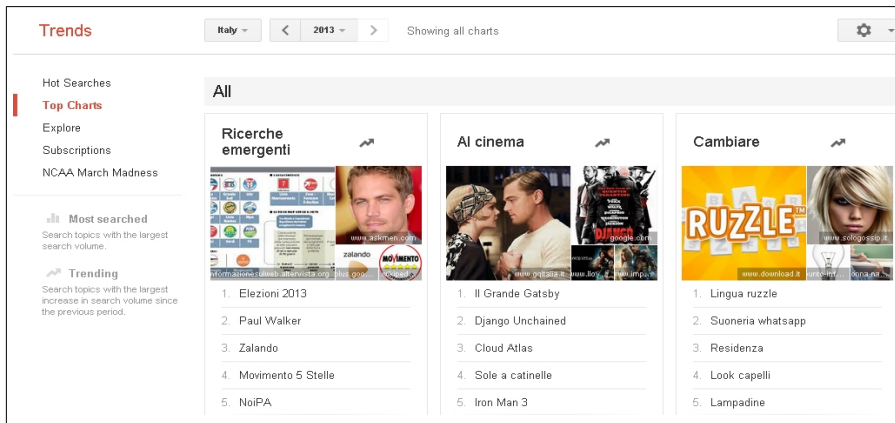 Trends
Italy
2013
Showing all charts
Hot Searches
Top Charts
Explore
Subscriptions
NCAA March Madness
Most searched
Search topics with the largest
search volume.
Trending
Search topics with the largest
increase in search volume since
the previous period.
All
Ricerche
emergenti
www.askmen.com
zalando
MOVIMENTO
1. Elezioni 2013
2. Paul Walker
3. Zalando
4. Movimento 5 Stelle
5. NoiPA
Al cinema
DJANGO
google.com
www.gqitalia.it
1. Il Grande Gatsby
2. Django Unchained
3. Cloud Atlas
4. Sole a catinelle
5. Iron Man 3
Cambiare
RUZZLE
www.sologossip.it
www.download.it
1. Lingua ruzzle
2. Suoneria whatsapp
3. Residenza
4. Look capelli
5. Lampadine